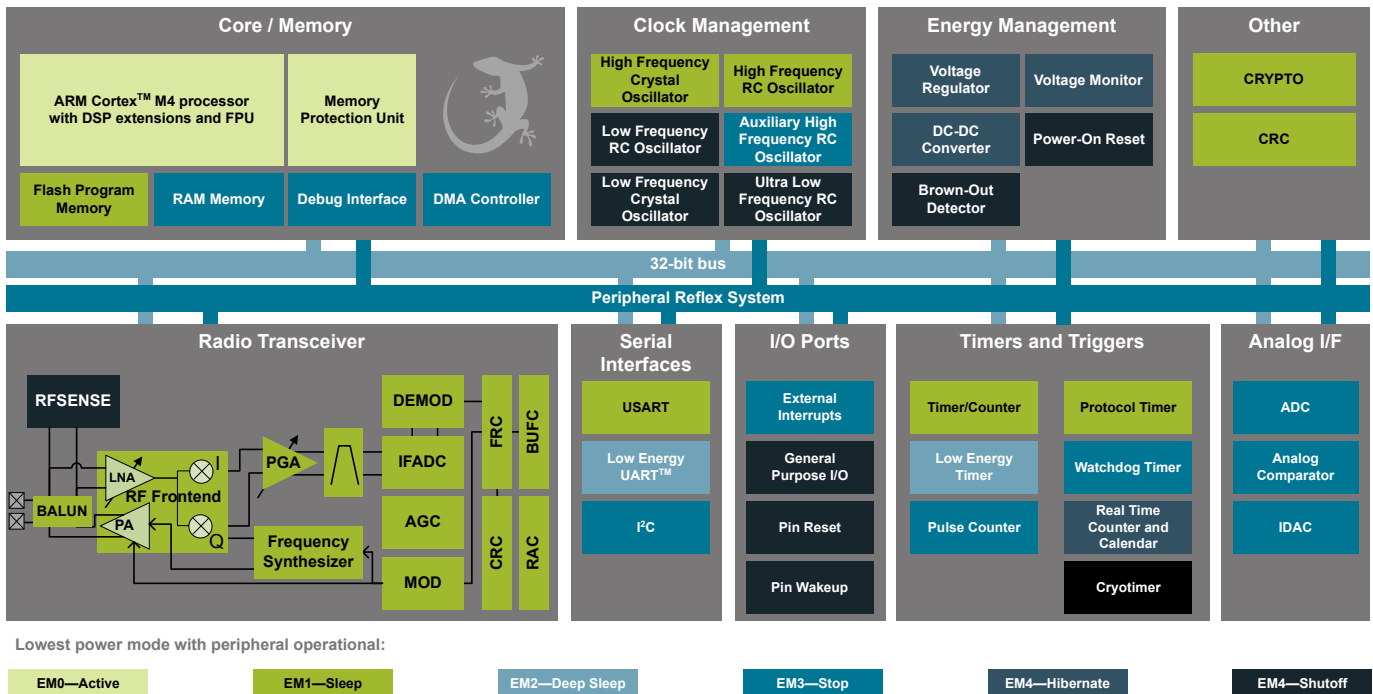 Core / Memory
ARM Cortex™ M4 processor
with DSP extensions and FPU
Memory
Protection Unit
Flash Program
Memory
RAM Memory
Debug Interface
DMA Controller
Clock Management
High Frequency
Crystal
Oscillator
High Frequency
RC Oscillator
Low Frequency
RC Oscillator
Auxiliary High
Frequency RC
Oscillator
Low Frequency
Crystal
Oscillator
Ultra Low
Frequency RC
Oscillator
Energy Management
Voltage
Regulator
Voltage Monitor
DC-DC
Converter
Power-On Reset
Brown-Out
Detector
Other
CRYPTO
CRC
32-bit bus
Peripheral Reflex System
Radio Transceiver
RFSENSE
BALUN
LNA
RF Frontend
PA
I
Q
PGA
Frequency
Synthesizer
DEMOD
IFADC
AGC
MOD
FRC
BUFC
CRC
RAC
Serial
Interfaces
USART
Low Energy
UART™
I²C
I/O Ports
External
Interrupts
General
Purpose I/O
Pin Reset
Pin Wakeup
Timers and Triggers
Timer/Counter
Protocol Timer
Low Energy
Timer
Watchdog Timer
Pulse Counter
Real Time
Counter and
Calendar
Cryotimer
Analog I/F
ADC
Analog
Comparator
IDAC
Lowest power mode with peripheral operational:
EM0—Active
EM1—Sleep
EM2—Deep Sleep
EM3—Stop
EM4—Hibernate
EM4—Shutoff